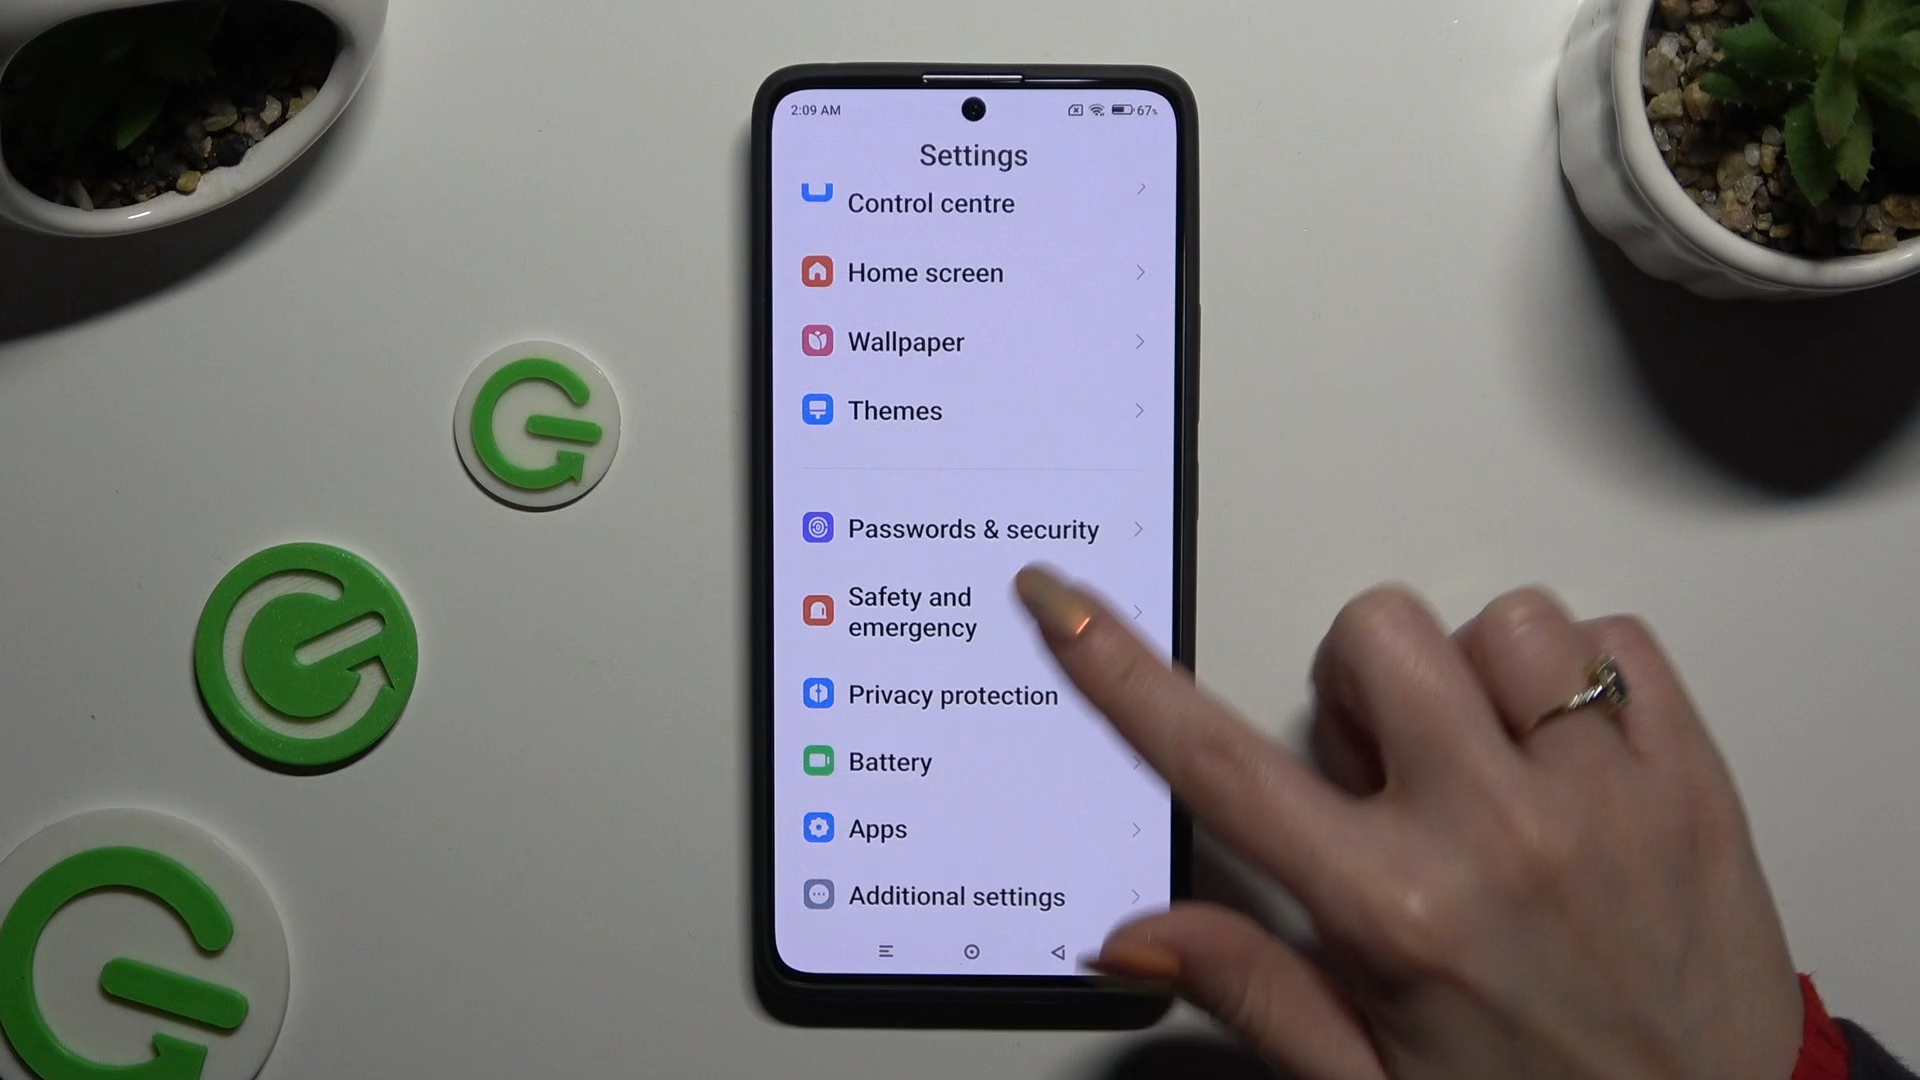 2:09 AM
67%
Settings
Control centre
Home screen
Wallpaper
Themes
Passwords & security
Safety and
emergency
Privacy protection
Battery
Apps
Additional settings